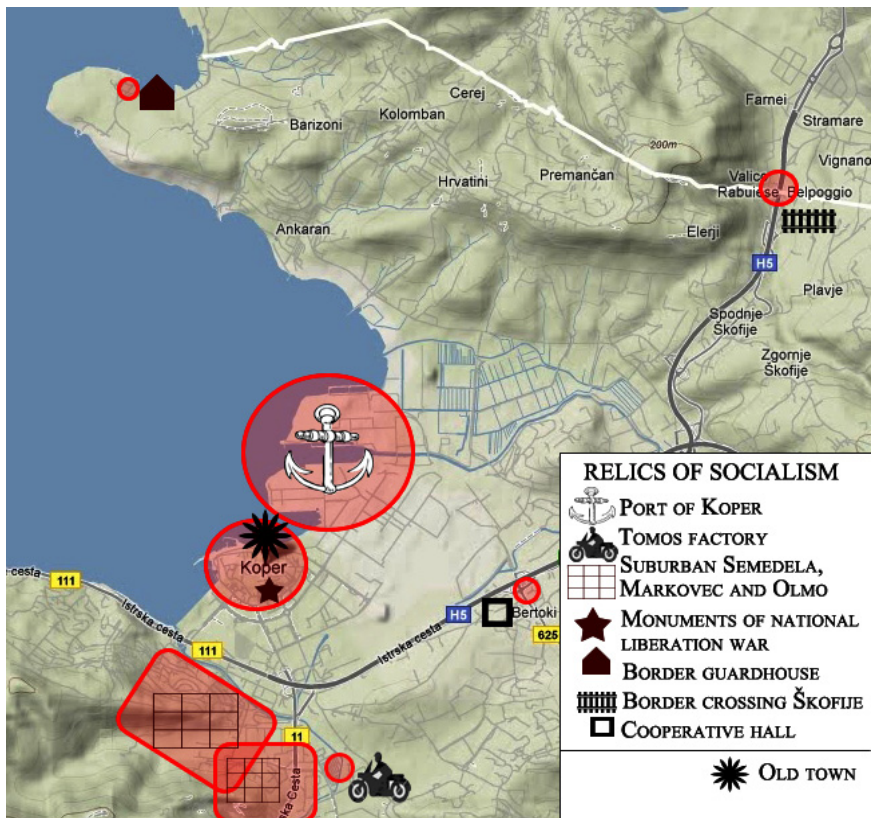 Cerej
Farnei
Kolomban
Stramare
Barizoni
200m
Vignano
Premančan
Valico
Hrvatini
Rabuiese Belpoggio
Ankaran
Elerji
H5
Plavje
Spodnje
Škofije
Zgornje
Škofije
RELICS OF SOCIALISM
PORT OF KOPER
TOMOS FACTORY
SUBURBAN SEMEDELA,
MARKOVEC AND OLMO
MONUMENTS OF NATIONAL
LIBERATION WAR
BORDER GUARDHOUSE
BORDER CROSSING ŠKOFIJE
COOPERATIVE HALL
OLD TOWN
Koper
cesta
111
Istrska cesta
H5
Bertoki
625
111
Istrska cesta
11
ska Cesta